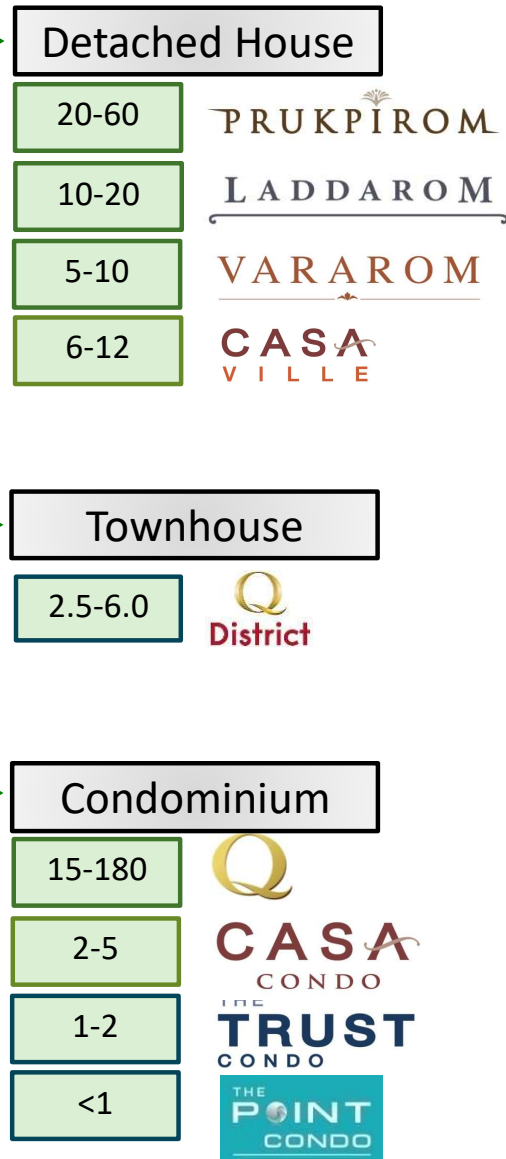 Detached House
20-60 PRUKPIROM
10-20 LADDAROM
5-10 VARAROM
6-12 CASA
VILLE
Townhouse
2.5-6.0 Q
District
Condominium
15-180 Q
2-5 CASA
CONDO
THE
1-2 TRUST
CONDO
<1 THE
POINT
CONDO